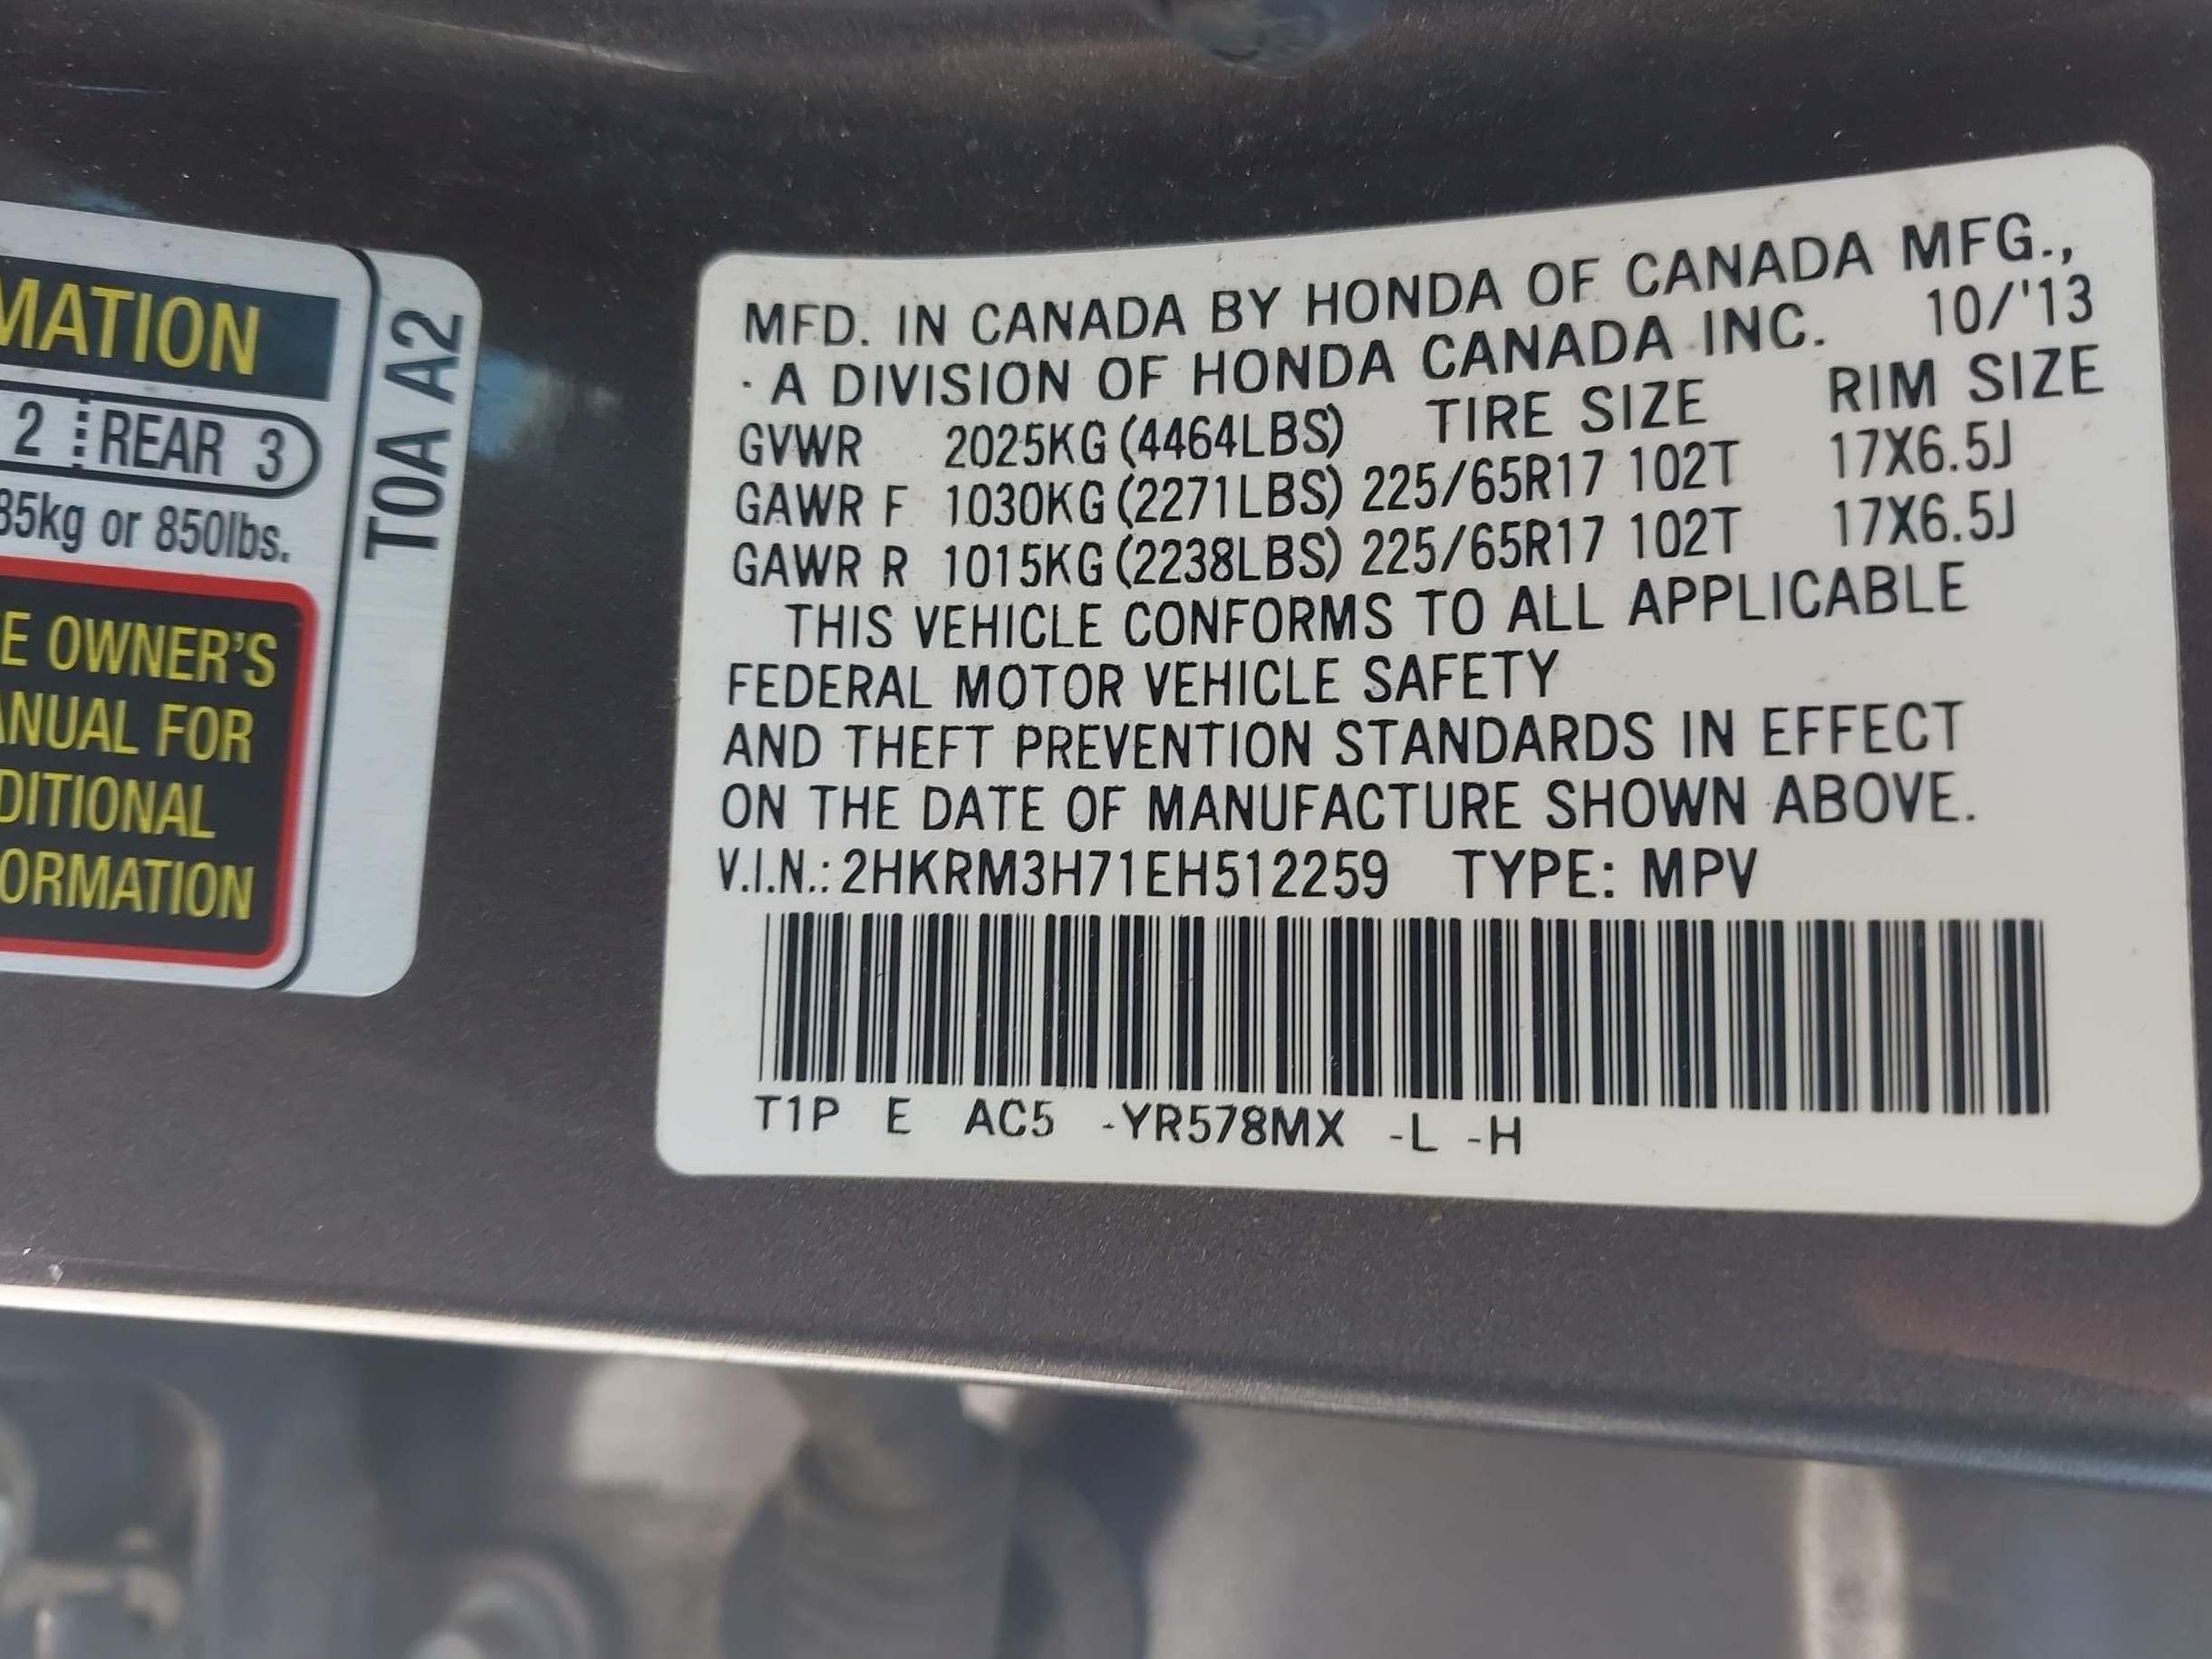 MATION
2 REAR 3
85kg or 850lbs.
E OWNER'S
ANUAL FOR
DITIONAL
ORMATION
T0A A2
MFD. IN CANADA BY HONDA OF CANADA MFG.,
· A DIVISION OF HONDA CANADA INC. 10/'13
GVWR 2025KG (4464LBS) TIRE SIZE RIM SIZE
GAWR F 1030KG (2271LBS) 225/65R17 102T 17X6.5J
GAWR R 1015KG (2238LBS) 225/65R17 102T 17X6.5J
THIS VEHICLE CONFORMS TO ALL APPLICABLE
FEDERAL MOTOR VEHICLE SAFETY
AND THEFT PREVENTION STANDARDS IN EFFECT
ON THE DATE OF MANUFACTURE SHOWN ABOVE.
V.I.N.: 2HKRM3H71EH512259 TYPE: MPV
T1P E AC5 -YR578MX -L -H